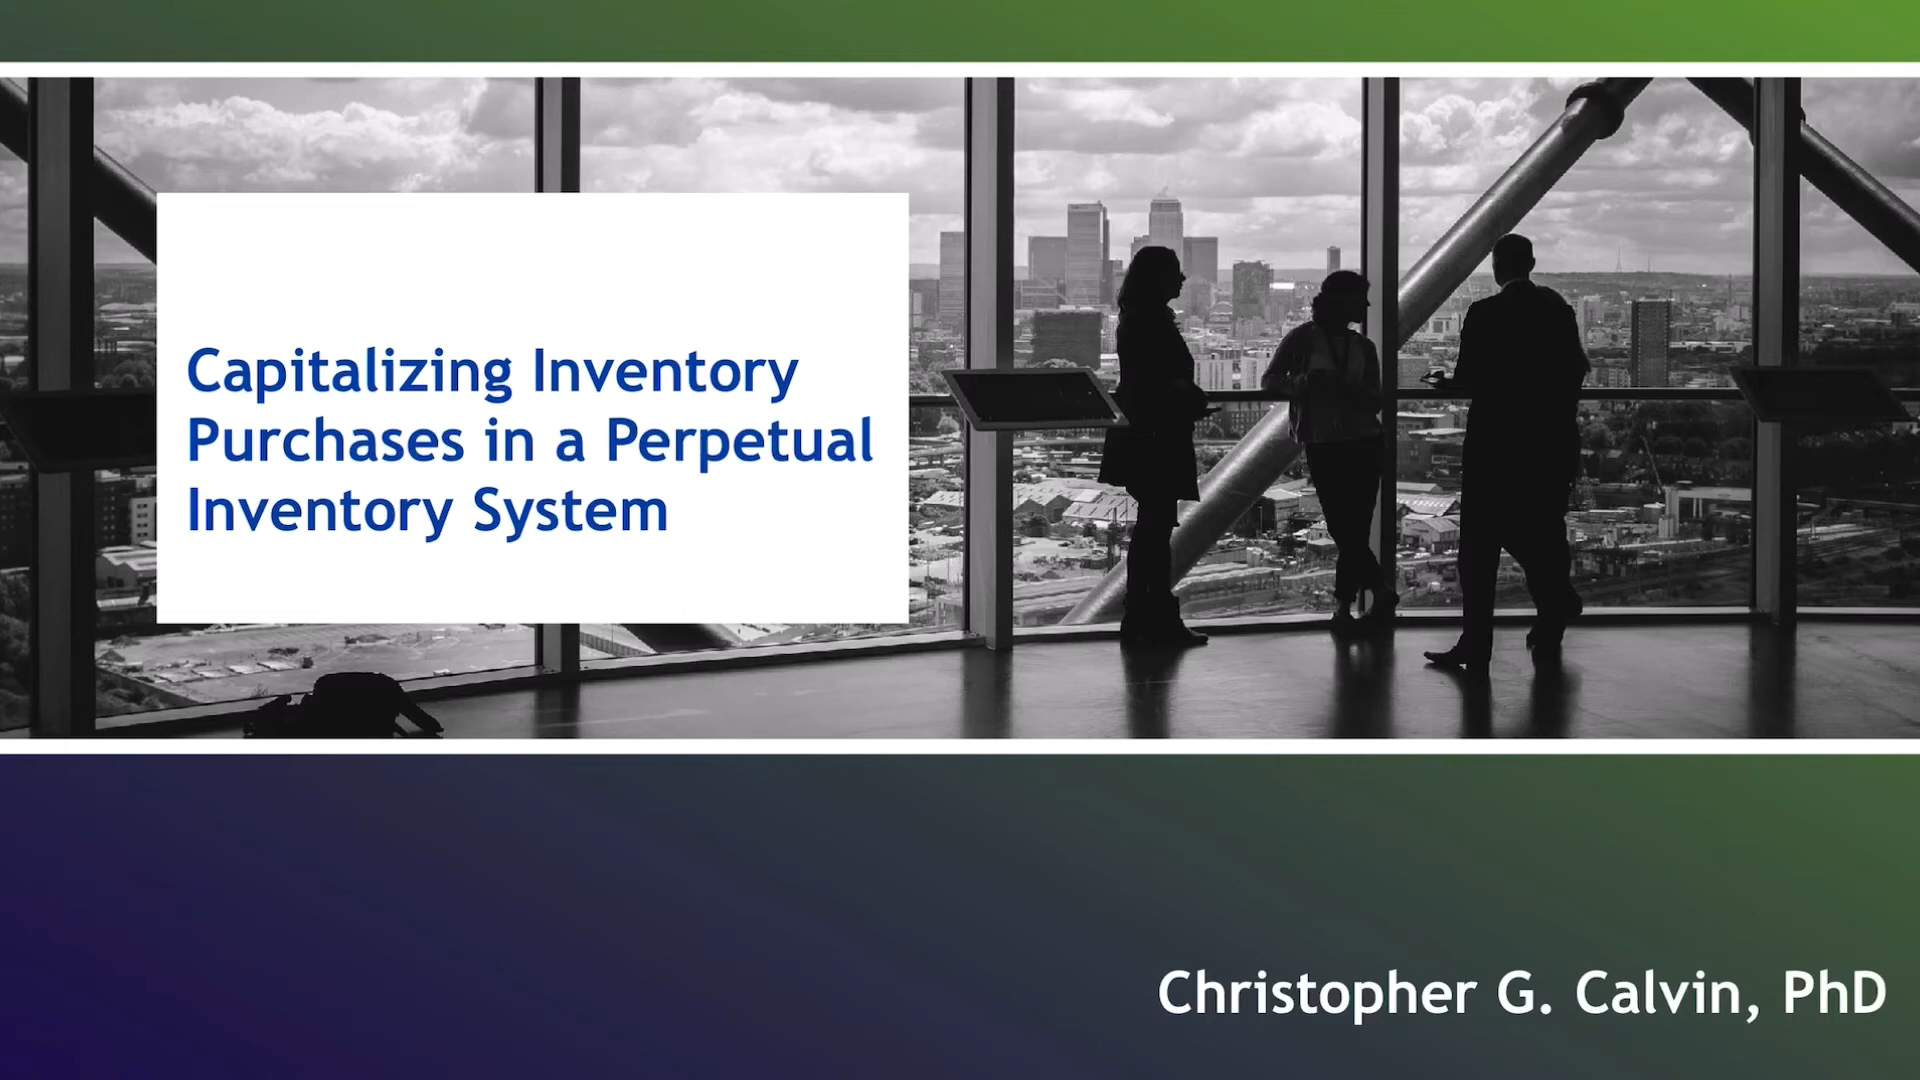 Capitalizing Inventory
Purchases in a Perpetual
Inventory System
Christopher G. Calvin, PhD